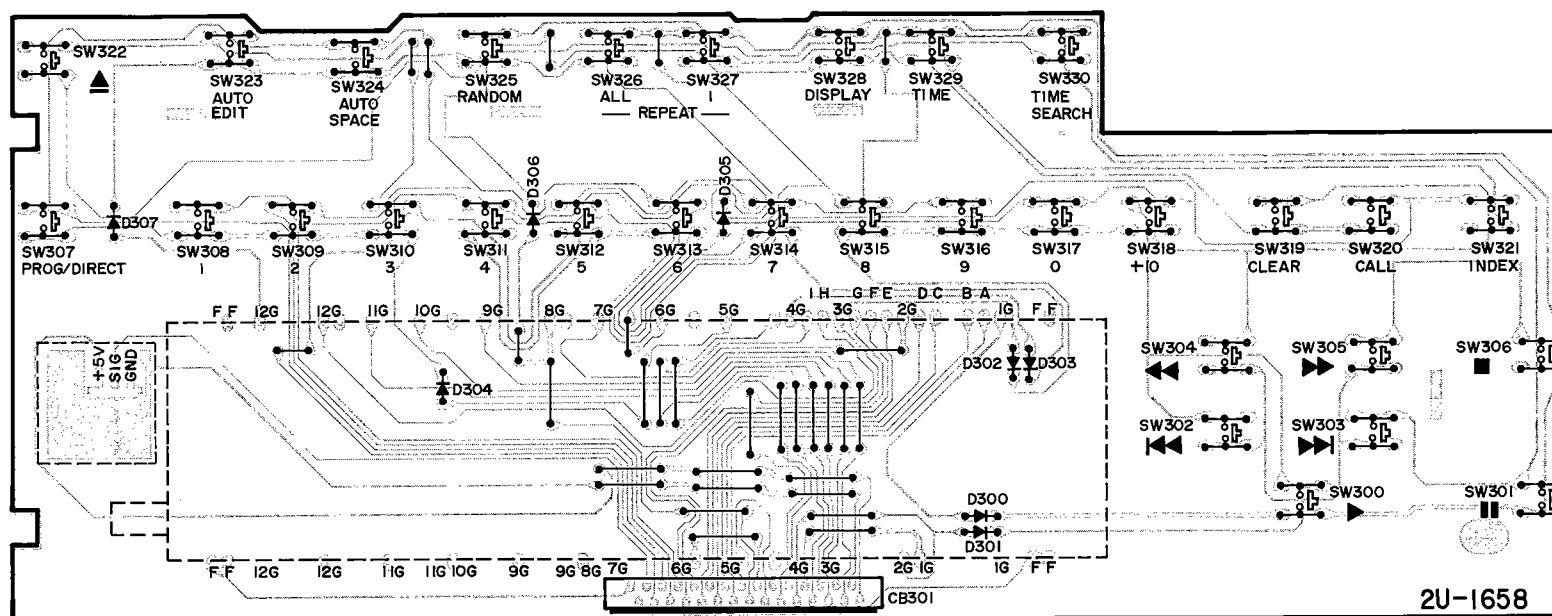 SW322
SW323
AUTO
EDIT
SW324
AUTO
SPACE
SW325
RANDOM
SW326
ALL
SW327
1
REPEAT
SW328
DISPLAY
SW329
TIME
SW330
TIME
SEARCH
D306
D305
D307
SW307
PROG/DIRECT
SW308
1
SW309
2
SW310
3
SW311
4
SW312
5
SW313
6
SW314
7
SW315
8
SW316
9
SW317
0
SW318
+10
SW319
CLEAR
SW320
CALL
SW321
INDEX
I H G F E D C B A
F F 12G 12G 11G 10G 9G 8G 7G 6G 5G 4G 3G 2G 1G F F
+5V
SIG
GND
D304
D302
D303
SW304
SW305
SW306
SW302
SW303
D300
D301
SW300
SW301
F F 12G 12G 11G 11G 10G 9G 9G 8G 7G 6G 5G 4G 3G 2G 1G 1G F F
CB301
2U-1658